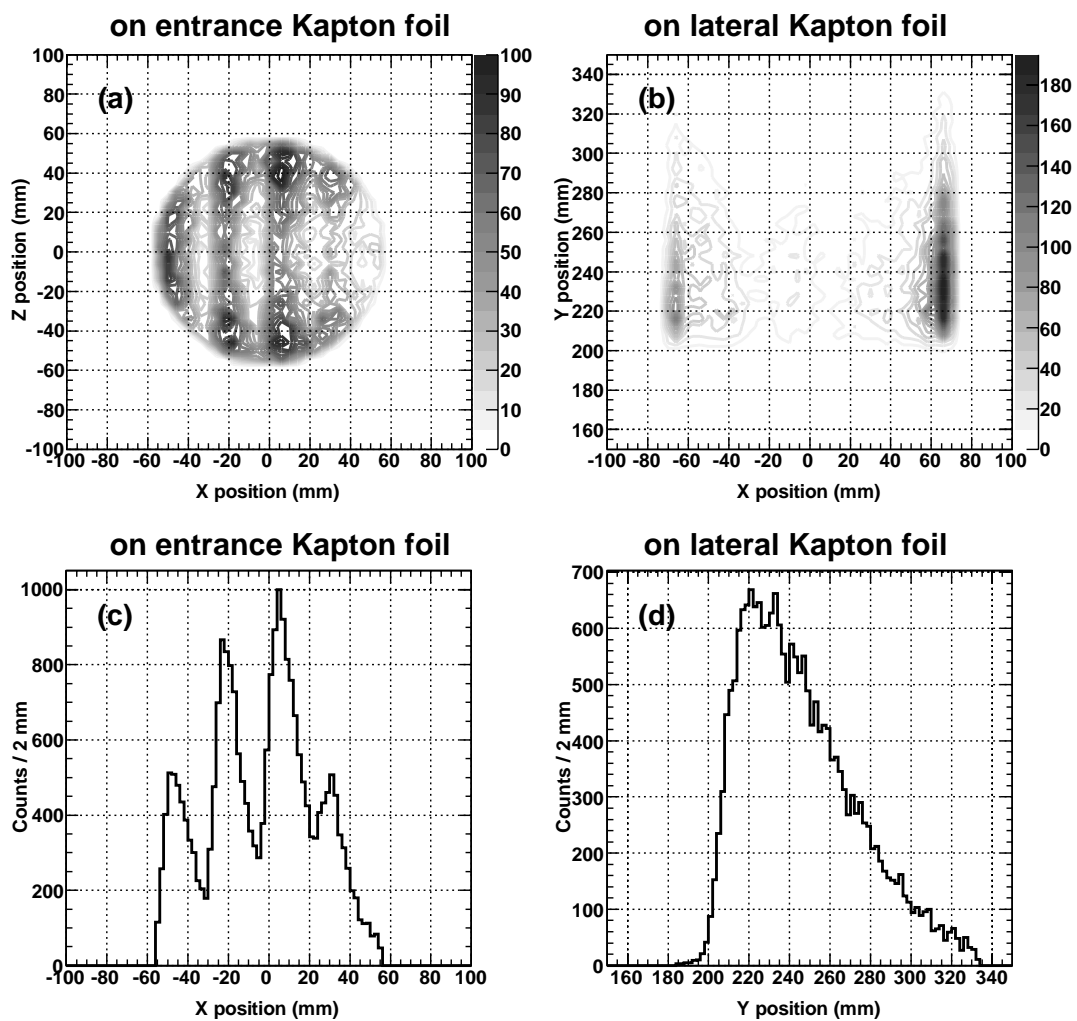 on entrance Kapton foil
(a)
Z position (mm)
100
80
60
40
20
0
-20
-40
-60
-80
-100
-100 -80 -60 -40 -20 0 20 40 60 80 100
X position (mm)
100
90
80
70
60
50
40
30
20
10
0
on lateral Kapton foil
(b)
Y position (mm)
340
320
300
280
260
240
220
200
180
160
-100 -80 -60 -40 -20 0 20 40 60 80 100
X position (mm)
180
160
140
120
100
80
60
40
20
0
on entrance Kapton foil
(c)
Counts / 2 mm
1000
800
600
400
200
0
-100 -80 -60 -40 -20 0 20 40 60 80 100
X position (mm)
on lateral Kapton foil
(d)
Counts / 2 mm
700
600
500
400
300
200
100
0
160 180 200 220 240 260 280 300 320 340
Y position (mm)